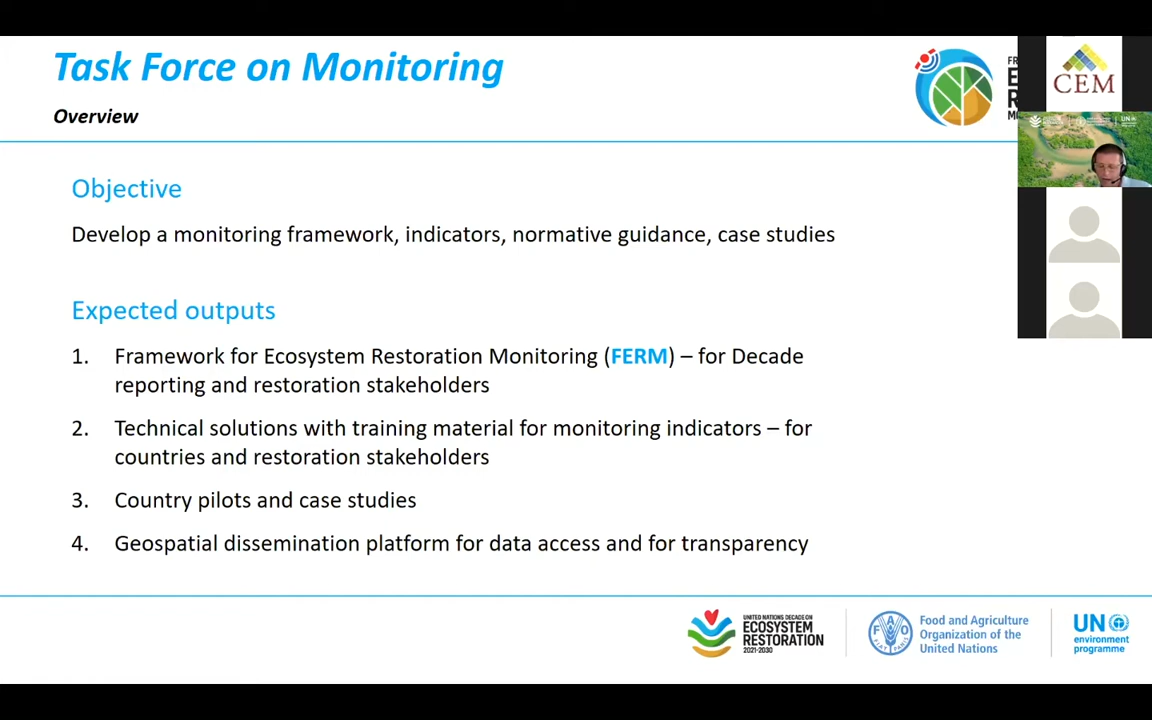 Task Force on Monitoring
Overview
CEM
Objective
Develop a monitoring framework, indicators, normative guidance, case studies
Expected outputs
1. Framework for Ecosystem Restoration Monitoring (FERM) – for Decade
reporting and restoration stakeholders
2. Technical solutions with training material for monitoring indicators – for
countries and restoration stakeholders
3. Country pilots and case studies
4. Geospatial dissemination platform for data access and for transparency
UNITED NATIONS DECADE ON
ECOSYSTEM
RESTORATION
2021-2030
Food and Agriculture
Organization of the
United Nations
UN
environment
programme